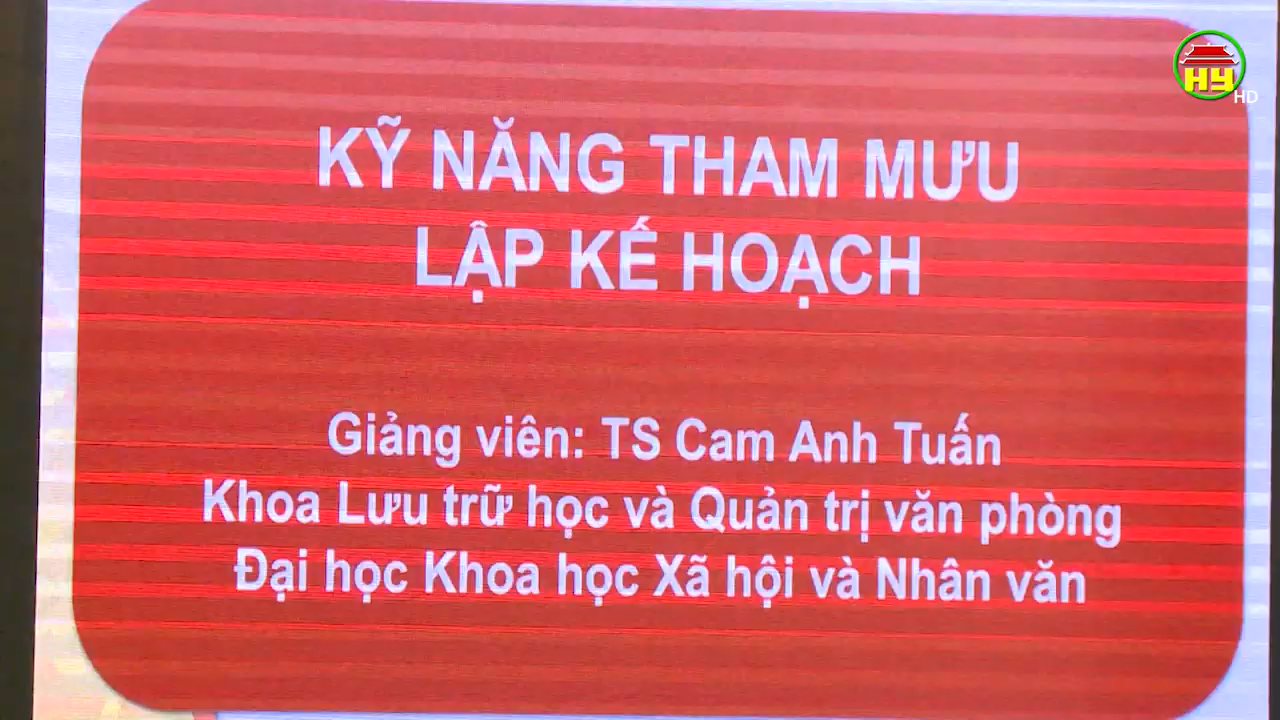 HY
HD
KỸ NĂNG THAM MƯU
LẬP KẾ HOẠCH
Giảng viên: TS Cam Anh Tuấn
Khoa Lưu trữ học và Quản trị văn phòng
Đại học Khoa học Xã hội và Nhân văn